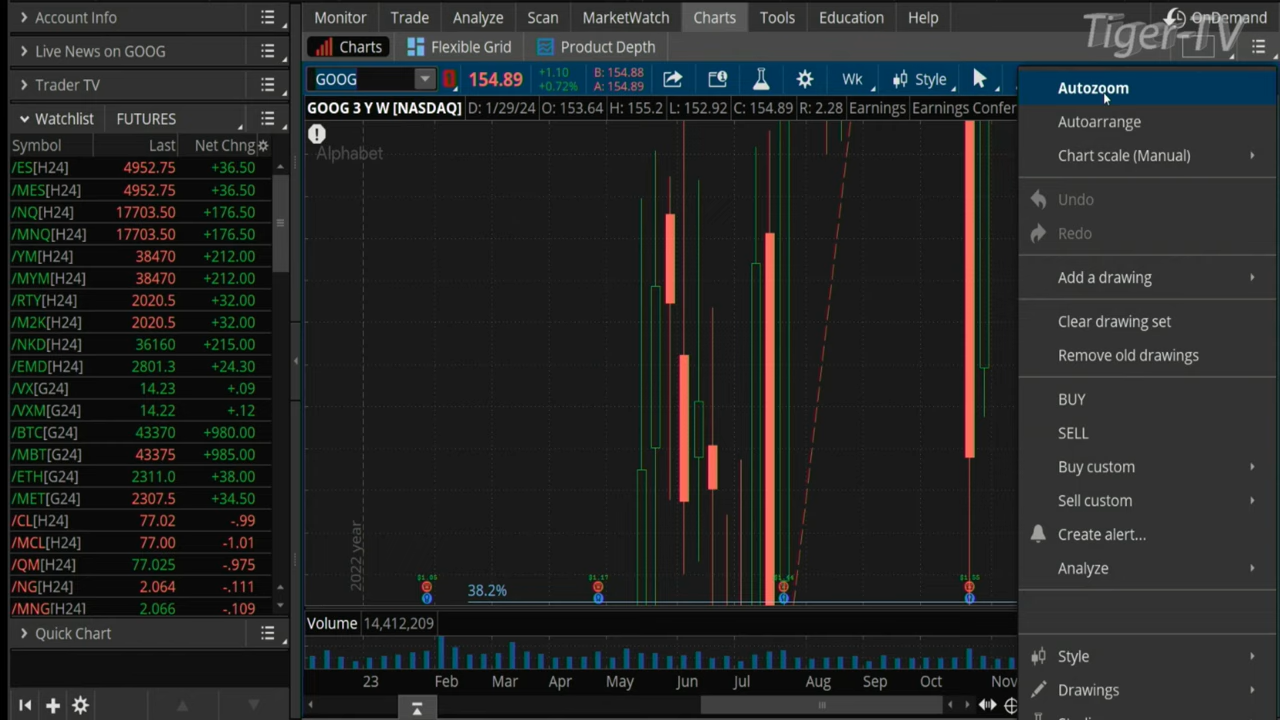 Account Info
Monitor Trade Analyze Scan MarketWatch Charts Tools Education Help
OnDemand
Tiger-TV
Live News on GOOG
Charts Flexible Grid Product Depth
Trader TV
GOOG 154.89 +1.10 +0.72% B: 154.88 A: 154.89 Wk Style
GOOG 3 Y W [NASDAQ] D: 1/29/24 O: 153.64 H: 155.2 L: 152.92 C: 154.89 R: 2.28 Earnings Earnings Confer
Alphabet
Watchlist FUTURES
Symbol Last Net Chng
/ES[H24] 4952.75 +36.50
/MES[H24] 4952.75 +36.50
/NQ[H24] 17703.50 +176.50
/MNQ[H24] 17703.50 +176.50
/YM[H24] 38470 +212.00
/MYM[H24] 38470 +212.00
/RTY[H24] 2020.5 +32.00
/M2K[H24] 2020.5 +32.00
/NKD[H24] 36160 +215.00
/EMD[H24] 2801.3 +24.30
/VX[G24] 14.23 +.09
/VXM[G24] 14.22 +.12
/BTC[G24] 43370 +980.00
/MBT[G24] 43375 +985.00
/ETH[G24] 2311.0 +38.00
/MET[G24] 2307.5 +34.50
/CL[H24] 77.02 -.99
/MCL[H24] 77.00 -1.01
/QM[H24] 77.025 -.975
/NG[H24] 2.064 -.111
/MNG[H24] 2.066 -.109
Quick Chart
2022 year
38.2%
Volume 14,412,209
23 Feb Mar Apr May Jun Jul Aug Sep Oct Nov
Autozoom
Autoarrange
Chart scale (Manual)
Undo
Redo
Add a drawing
Clear drawing set
Remove old drawings
BUY
SELL
Buy custom
Sell custom
Create alert...
Analyze
Style
Drawings